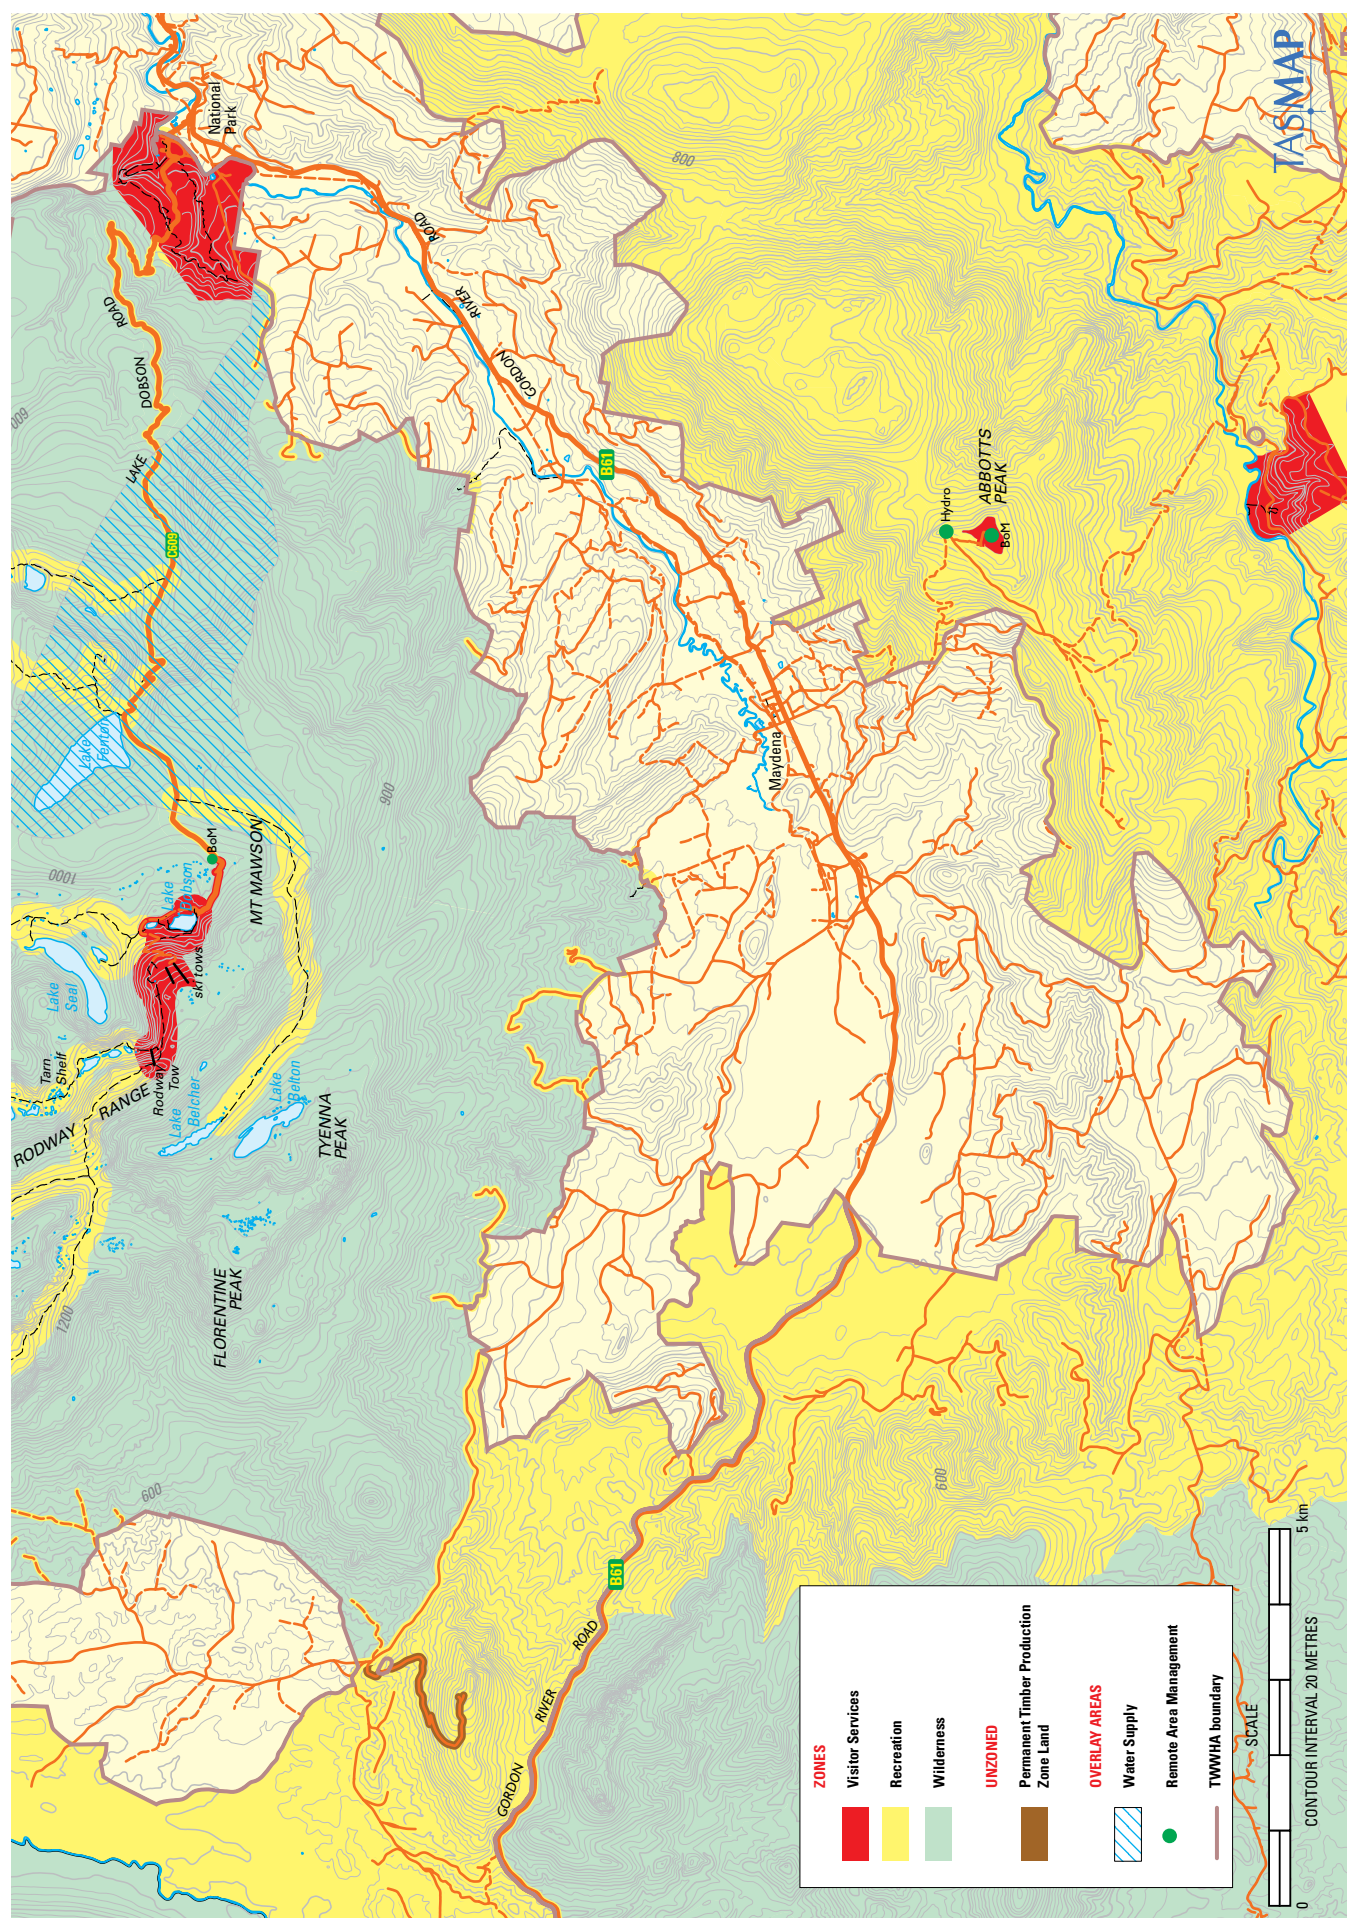 TASMAP
National
Park
ROAD
DOBSON
LAKE
C609
600
800
ROAD
RIVER
GORDON
B61
Hydro
ABBOTTS
PEAK
BoM
Lake
Fenton
BoM
MT MAWSON
900
1000
Lake
Dobson
ski tows
Lake
Seal
Tarn
Shelf
Rodway
Tow
RODWAY RANGE
Lake
Belcher
Lake
Belton
TYENNA
PEAK
FLORENTINE
PEAK
1200
600
Maydena
600
B61
GORDON RIVER ROAD
ZONES
Visitor Services
Recreation
Wilderness
UNZONED
Permanent Timber Production
Zone Land
OVERLAY AREAS
Water Supply
Remote Area Management
TWWHA boundary
SCALE
0
5 km
CONTOUR INTERVAL 20 METRES